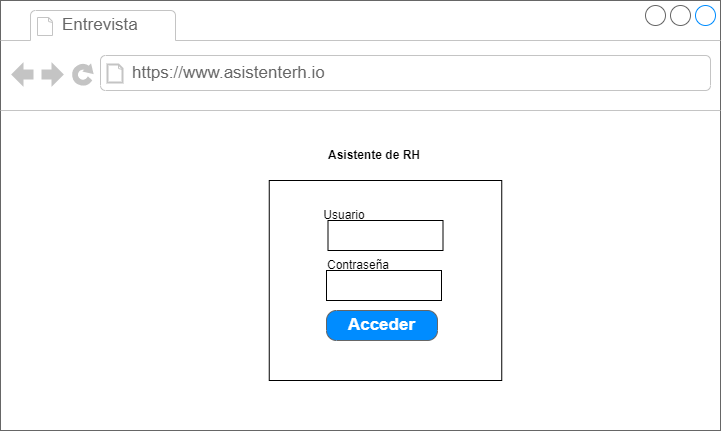 Entrevista
https://www.asistenterh.io
Asistente de RH
Usuario
Contraseña
Acceder